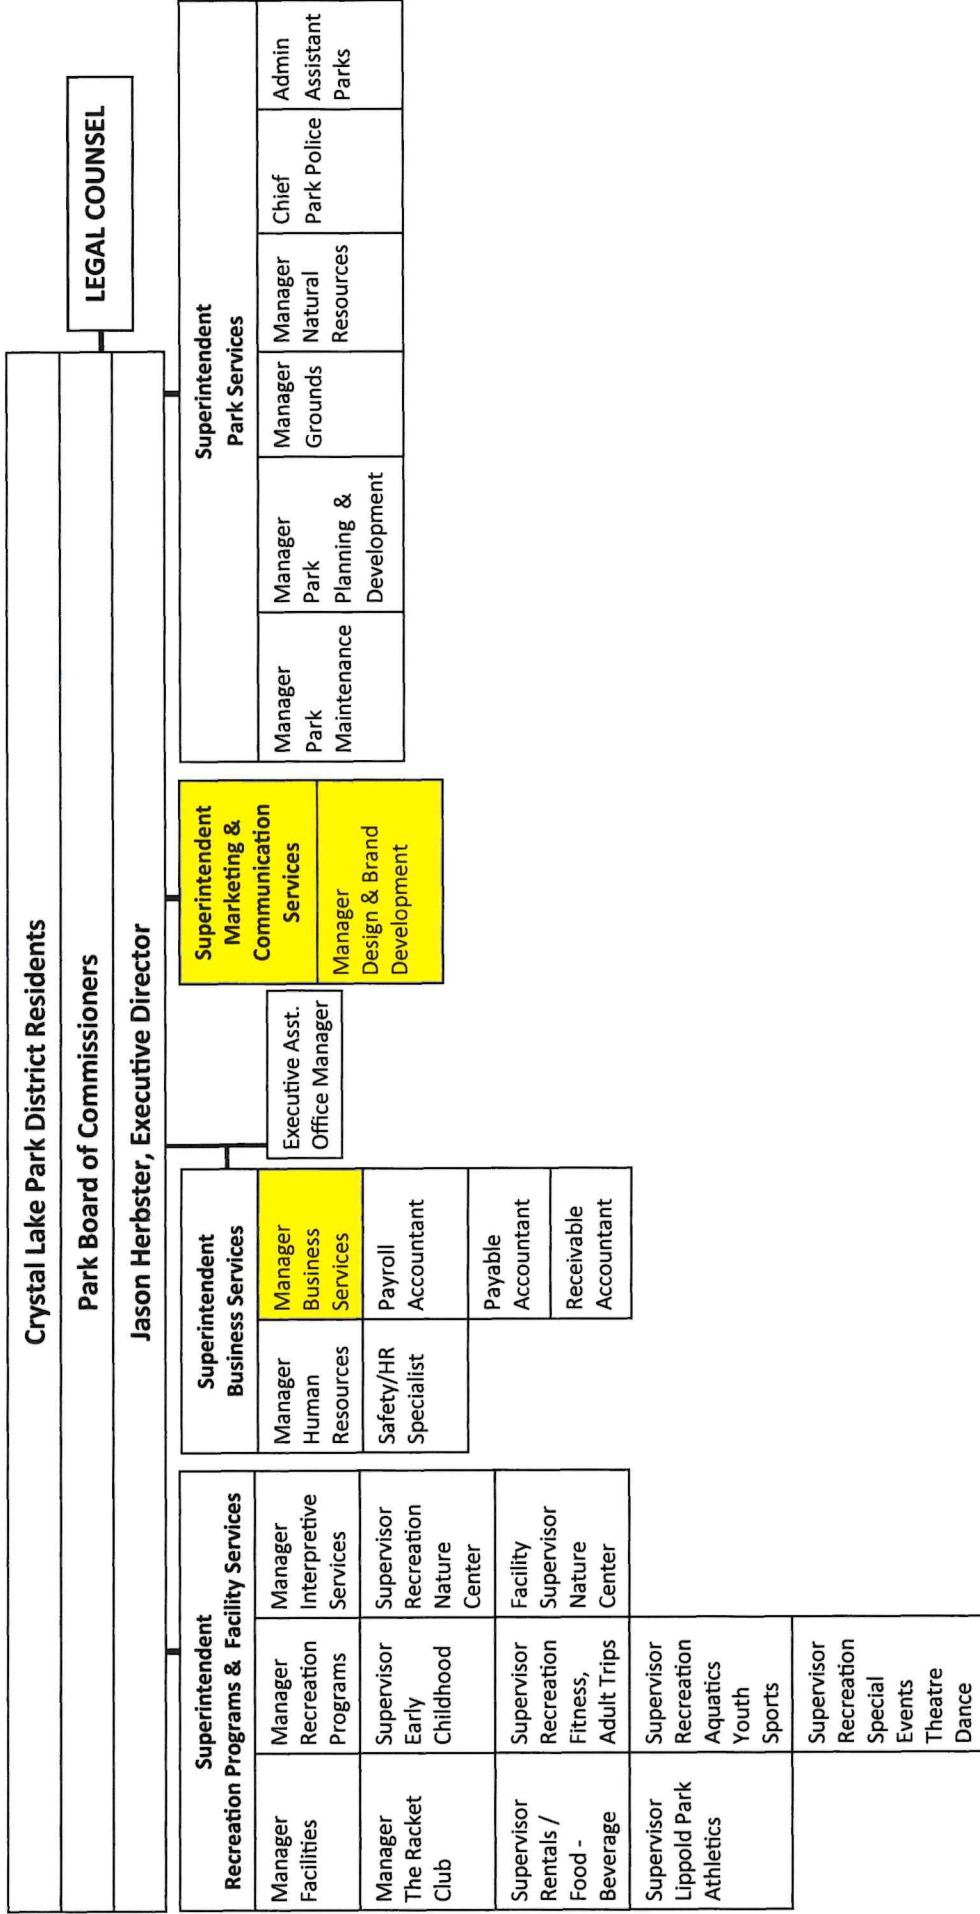 Crystal Lake Park District Residents
Park Board of Commissioners
Jason Herbster, Executive Director
LEGAL COUNSEL
Superintendent
Recreation Programs & Facility Services
Manager
Facilities
Manager
The Racket
Club
Supervisor
Rentals /
Food -
Beverage
Supervisor
Lippold Park
Athletics
Manager
Recreation
Programs
Supervisor
Early
Childhood
Supervisor
Recreation
Fitness,
Adult Trips
Supervisor
Recreation
Aquatics
Youth
Sports
Supervisor
Recreation
Special
Events
Theatre
Dance
Manager
Interpretive
Services
Supervisor
Recreation
Nature
Center
Facility
Supervisor
Nature
Center
Superintendent
Business Services
Manager
Human
Resources
Safety/HR
Specialist
Manager
Business
Services
Payroll
Accountant
Payable
Accountant
Receivable
Accountant
Executive Asst.
Office Manager
Superintendent
Marketing &
Communication
Services
Manager
Design & Brand
Development
Superintendent
Park Services
Manager
Park
Maintenance
Manager
Park
Planning &
Development
Manager
Grounds
Manager
Natural
Resources
Chief
Park Police
Admin
Assistant
Parks